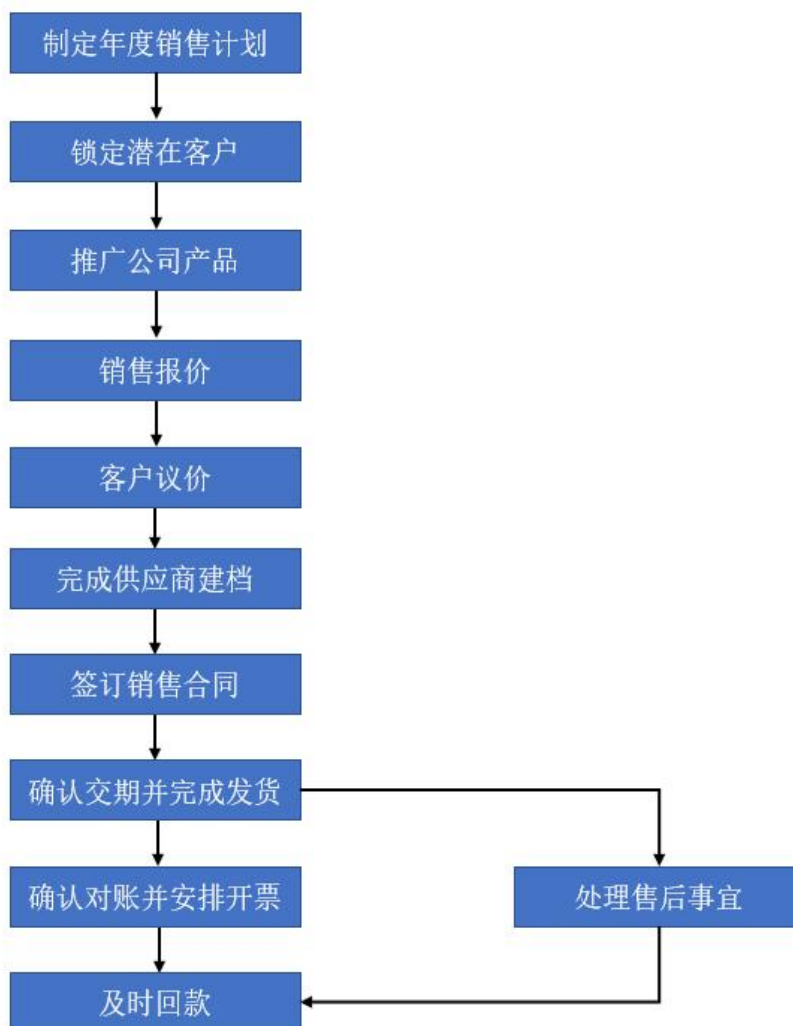 制定年度销售计划
锁定潜在客户
推广公司产品
销售报价
客户议价
完成供应商建档
签订销售合同
确认交期并完成发货
确认对账并安排开票
处理售后事宜
及时回款